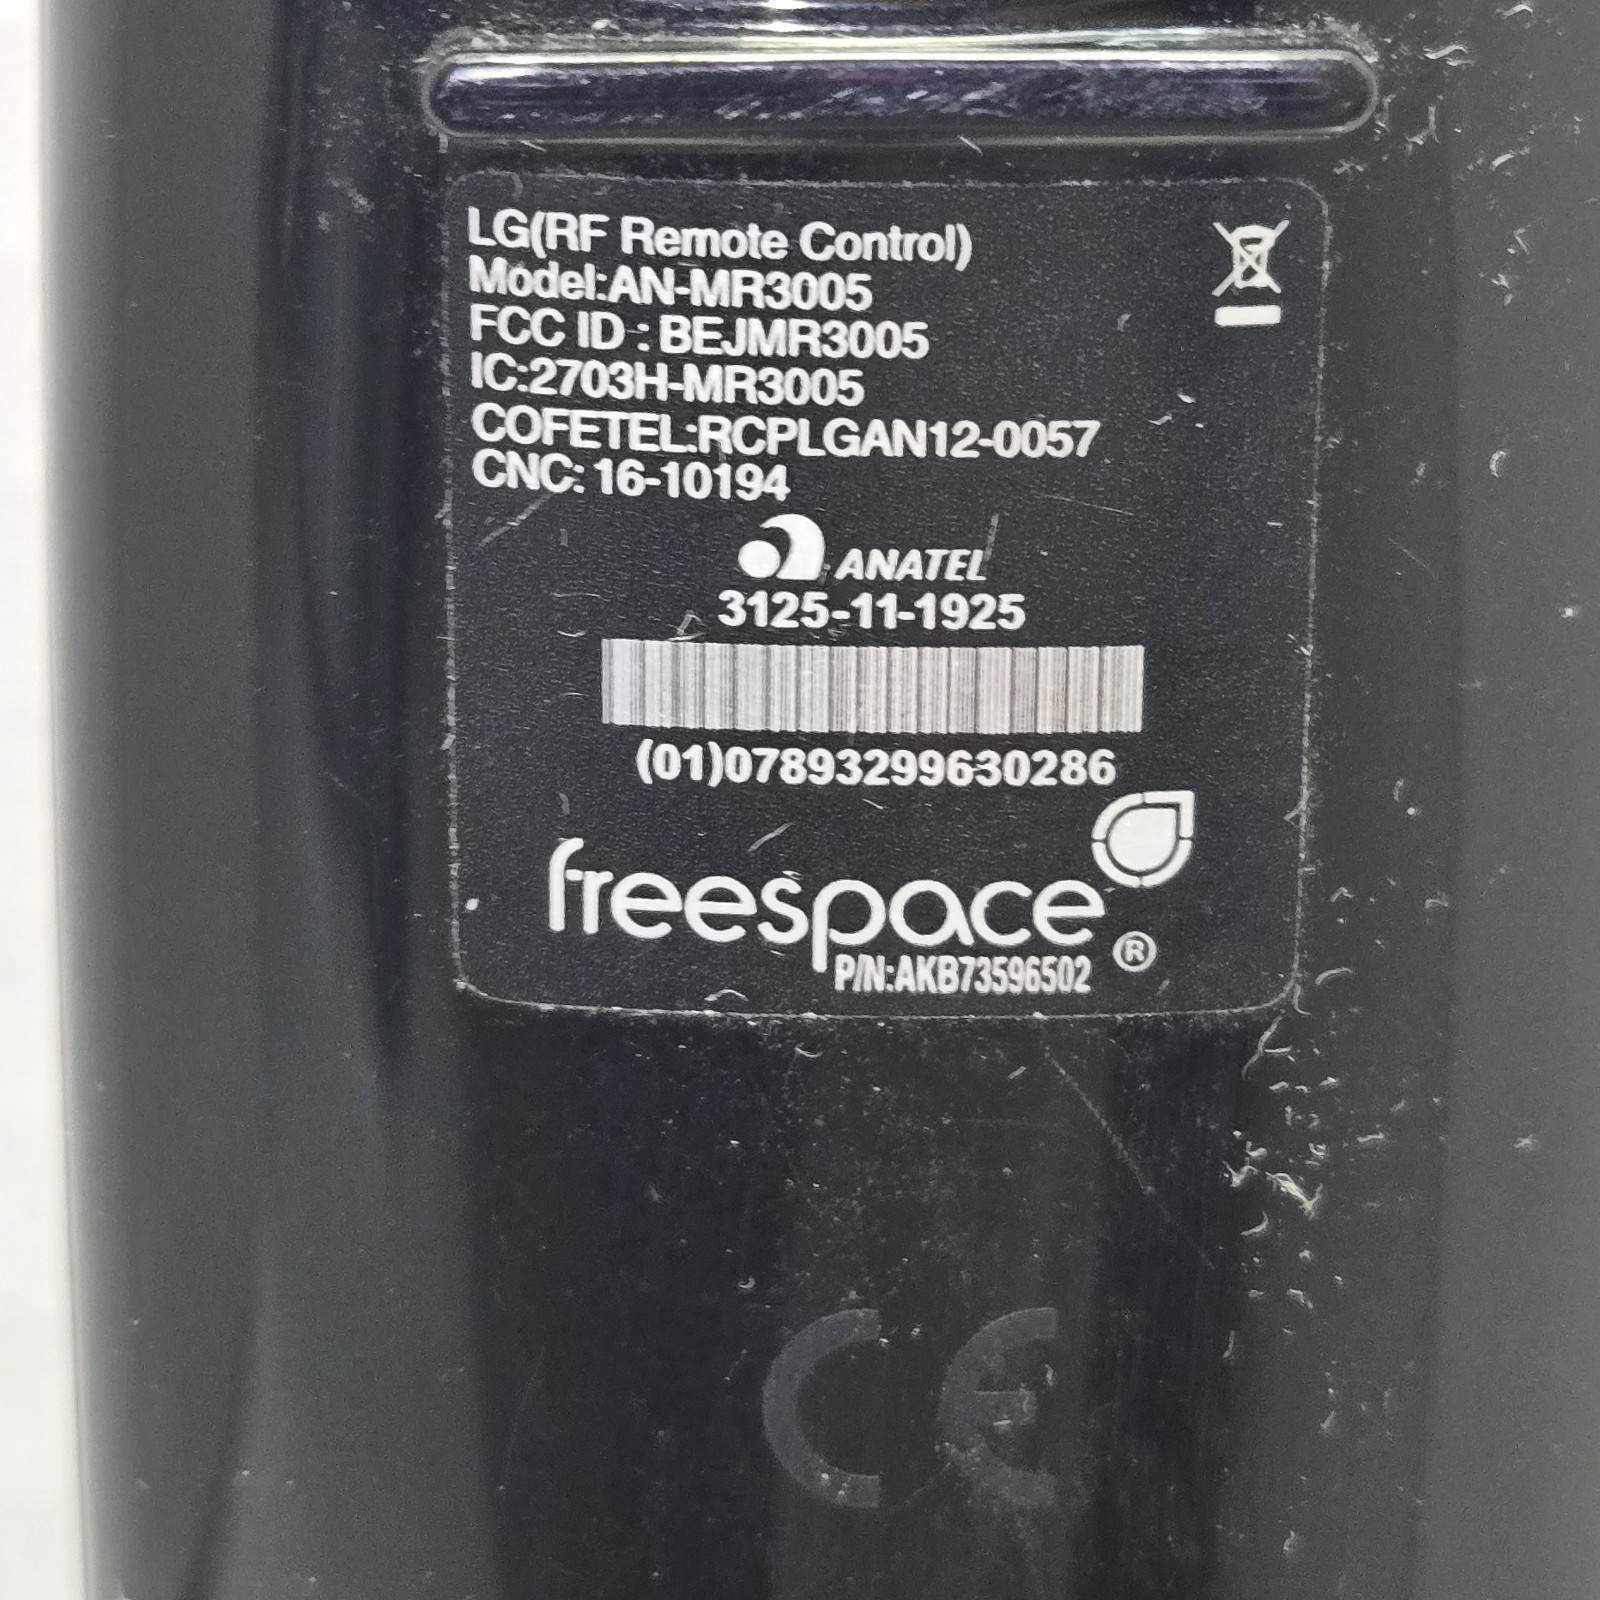 LG(RF Remote Control)
Model:AN-MR3005
FCC ID : BEJMR3005
IC:2703H-MR3005
COFETEL:RCPLGAN12-0057
CNC: 16-10194
ANATEL
3125-11-1925
(01)07893299630286
freespace ®
P/N:AKB73596502
CE